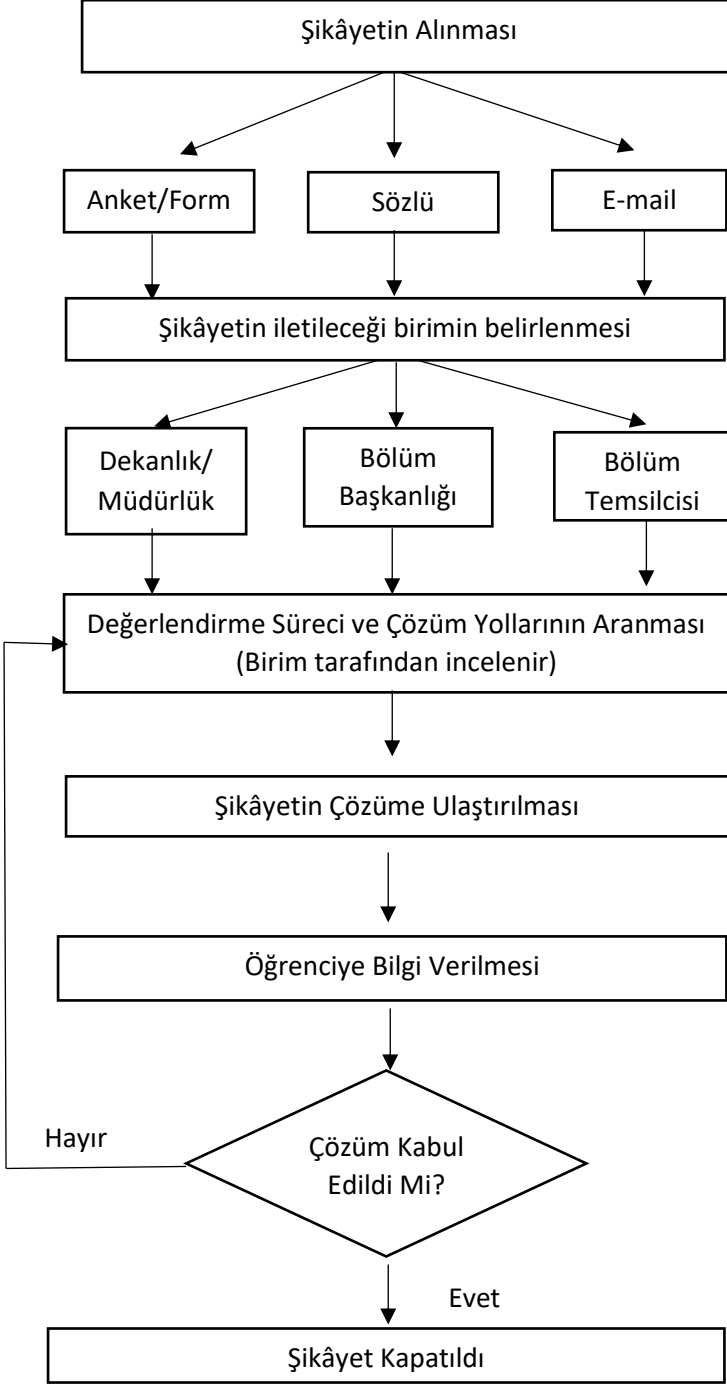 Şikâyetin Alınması
Anket/Form
Sözlü
E-mail
Şikâyetin iletileceği birimin belirlenmesi
Dekanlık/
Müdürlük
Bölüm
Başkanlığı
Bölüm
Temsilcisi
Değerlendirme Süreci ve Çözüm Yollarının Aranması
(Birim tarafından incelenir)
Şikâyetin Çözüme Ulaştırılması
Öğrenciye Bilgi Verilmesi
Hayır
Çözüm Kabul
Edildi Mi?
Evet
Şikâyet Kapatıldı